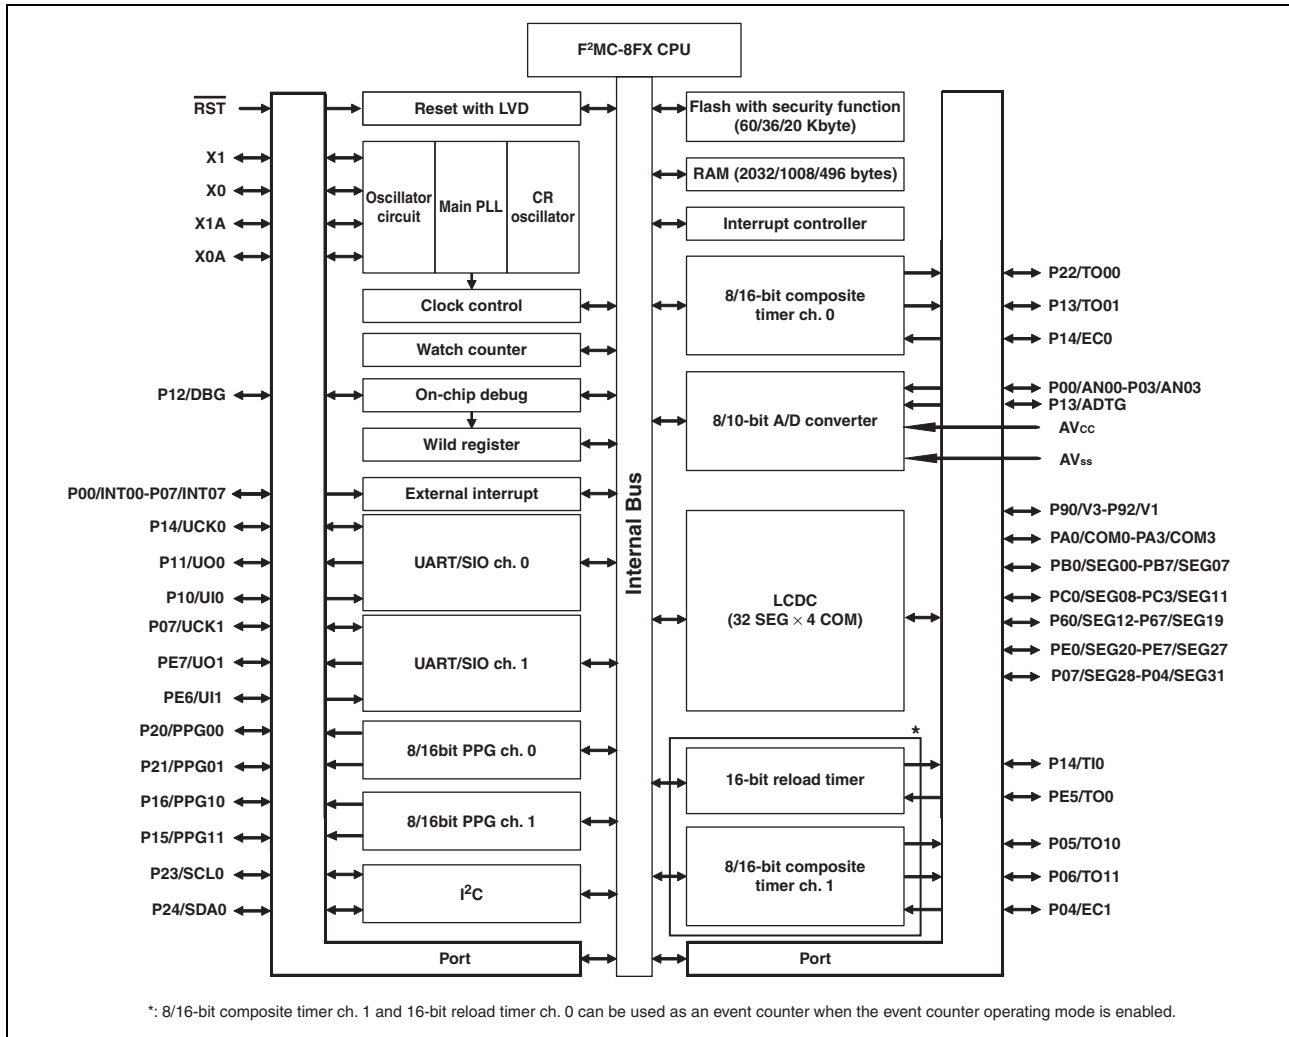 F²MC-8FX CPU
RST
X1
X0
X1A
X0A
P12/DBG
P00/INT00-P07/INT07
P14/UCK0
P11/UO0
P10/UI0
P07/UCK1
PE7/UO1
PE6/UI1
P20/PPG00
P21/PPG01
P16/PPG10
P15/PPG11
P23/SCL0
P24/SDA0
Reset with LVD
Oscillator
circuit
Main PLL
CR
oscillator
Clock control
Watch counter
On-chip debug
Wild register
External interrupt
UART/SIO ch. 0
UART/SIO ch. 1
8/16bit PPG ch. 0
8/16bit PPG ch. 1
I²C
Port
Internal Bus
Flash with security function
(60/36/20 Kbyte)
RAM (2032/1008/496 bytes)
Interrupt controller
8/16-bit composite
timer ch. 0
8/10-bit A/D converter
LCDC
(32 SEG × 4 COM)
*
16-bit reload timer
8/16-bit composite
timer ch. 1
Port
P22/TO00
P13/TO01
P14/EC0
P00/AN00-P03/AN03
P13/ADTG
AVCC
AVss
P90/V3-P92/V1
PA0/COM0-PA3/COM3
PB0/SEG00-PB7/SEG07
PC0/SEG08-PC3/SEG11
P60/SEG12-P67/SEG19
PE0/SEG20-PE7/SEG27
P07/SEG28-P04/SEG31
P14/TI0
PE5/TO0
P05/TO10
P06/TO11
P04/EC1
*: 8/16-bit composite timer ch. 1 and 16-bit reload timer ch. 0 can be used as an event counter when the event counter operating mode is enabled.